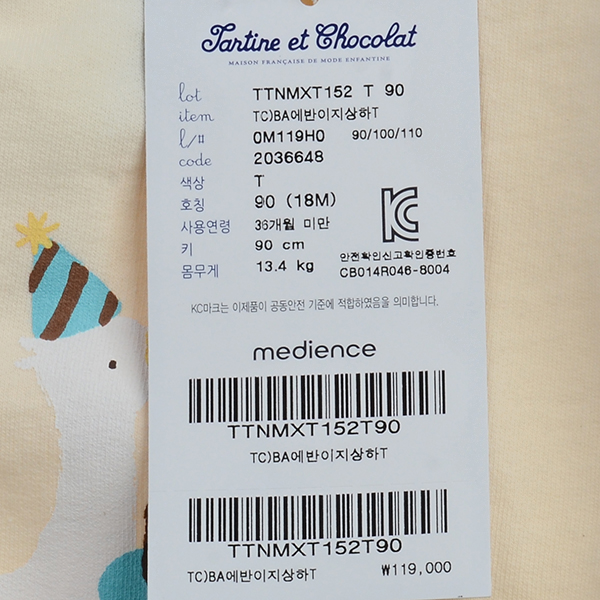 Tartine et Chocolat
MAISON FRANÇAISE DE MODE ENFANTINE
lot TTNMXT152 T 90
item TC)BA에반이지상하T
l/# 0M119H0 90/100/110
code 2036648
색상 T
호칭 90 (18M)
사용연령 36개월 미만
키 90 cm
몸무게 13.4 kg
안전확인신고확인증번호
CB014R046-8004
KC마크는 이제품이 공동안전 기준에 적합하였음을 의미합니다.
medience
TTNMXT152T90
TC)BA에반이지상하T
TTNMXT152T90
TC)BA에반이지상하T ₩119,000